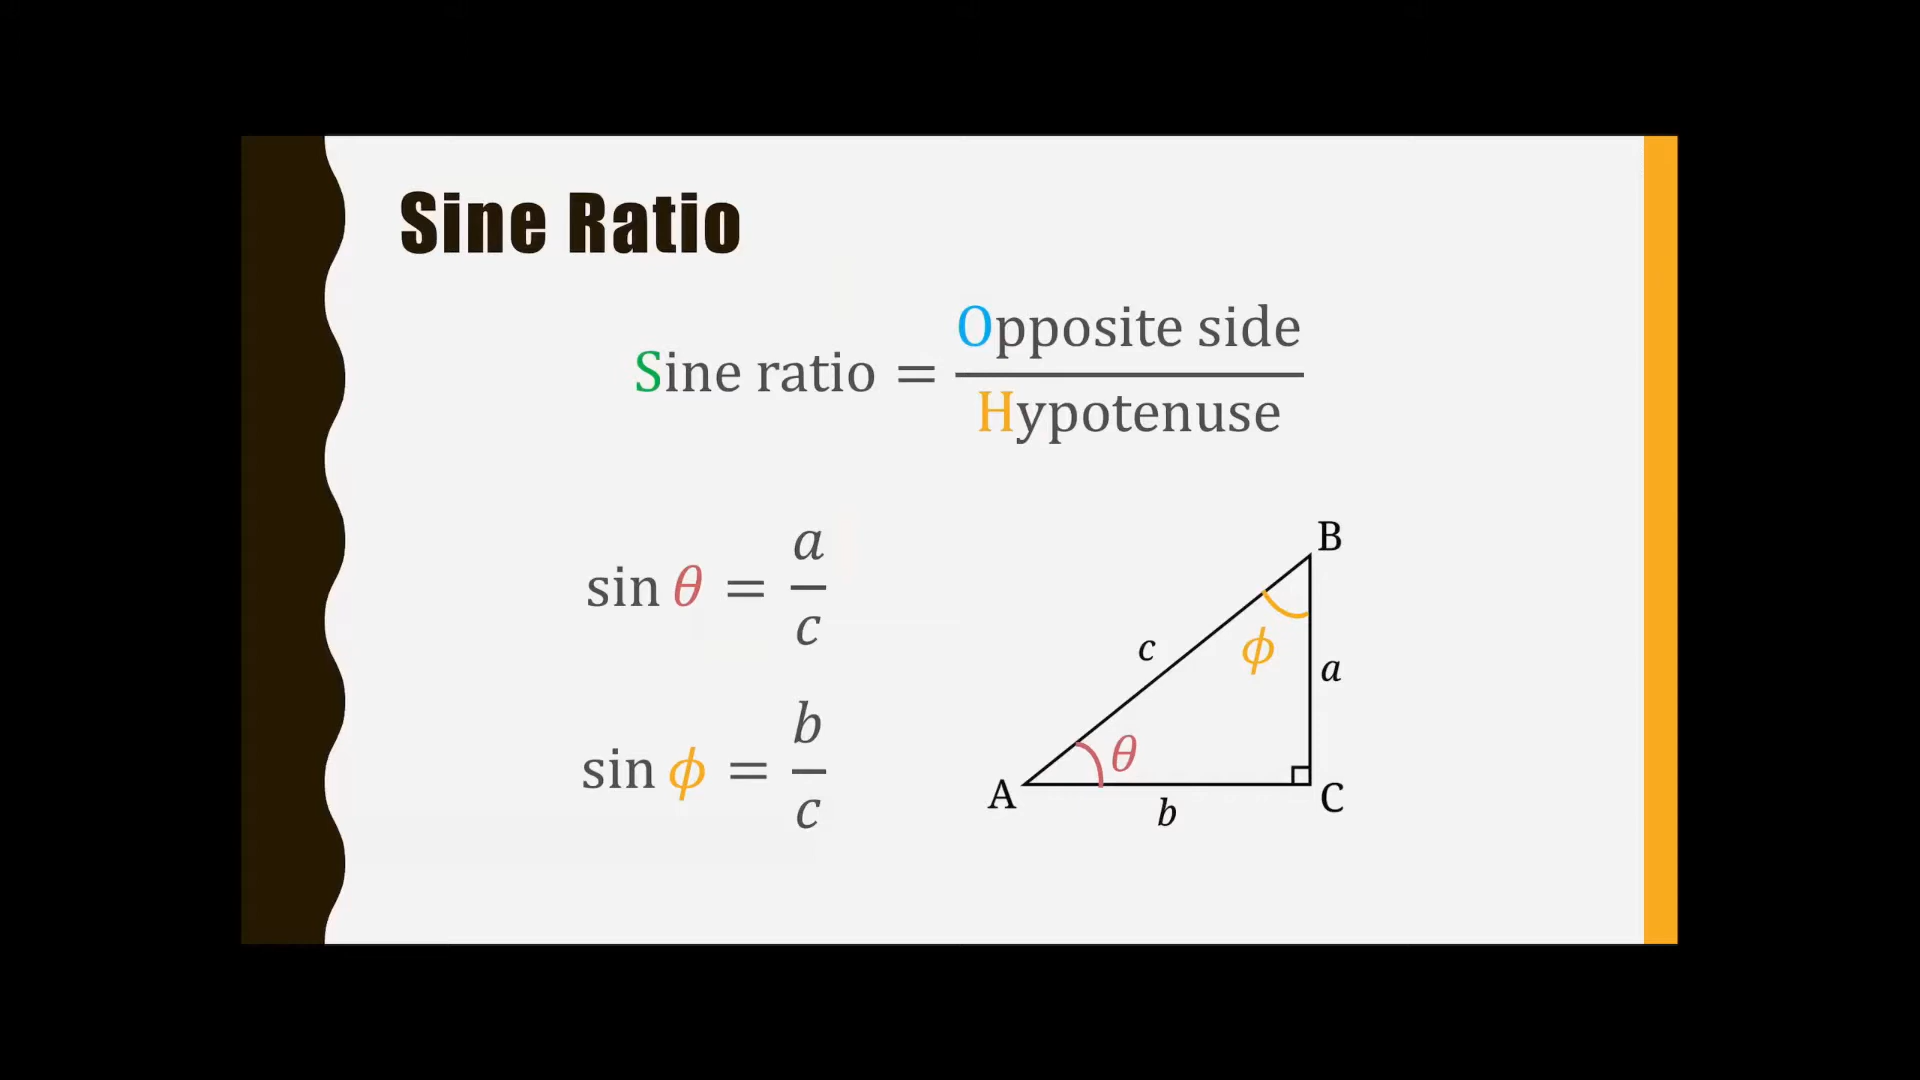 Sine Ratio
Sine ratio = Opposite side / Hypotenuse
sin θ = a / c
sin ϕ = b / c
B
c
ϕ
a
θ
A
b
C